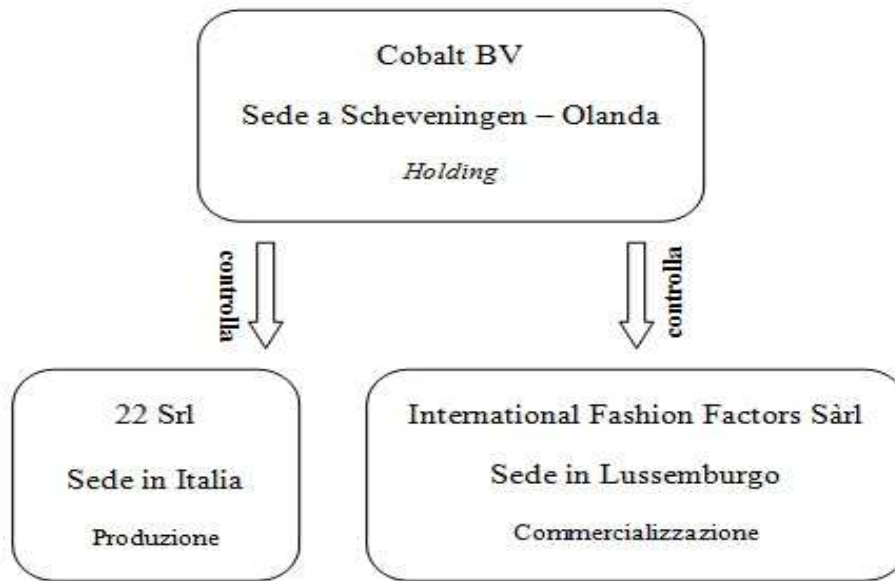 Cobalt BV
Sede a Scheveningen – Olanda
Holding
controlla
controlla
22 Srl
Sede in Italia
Produzione
International Fashion Factors Sàrl
Sede in Lussemburgo
Commercializzazione